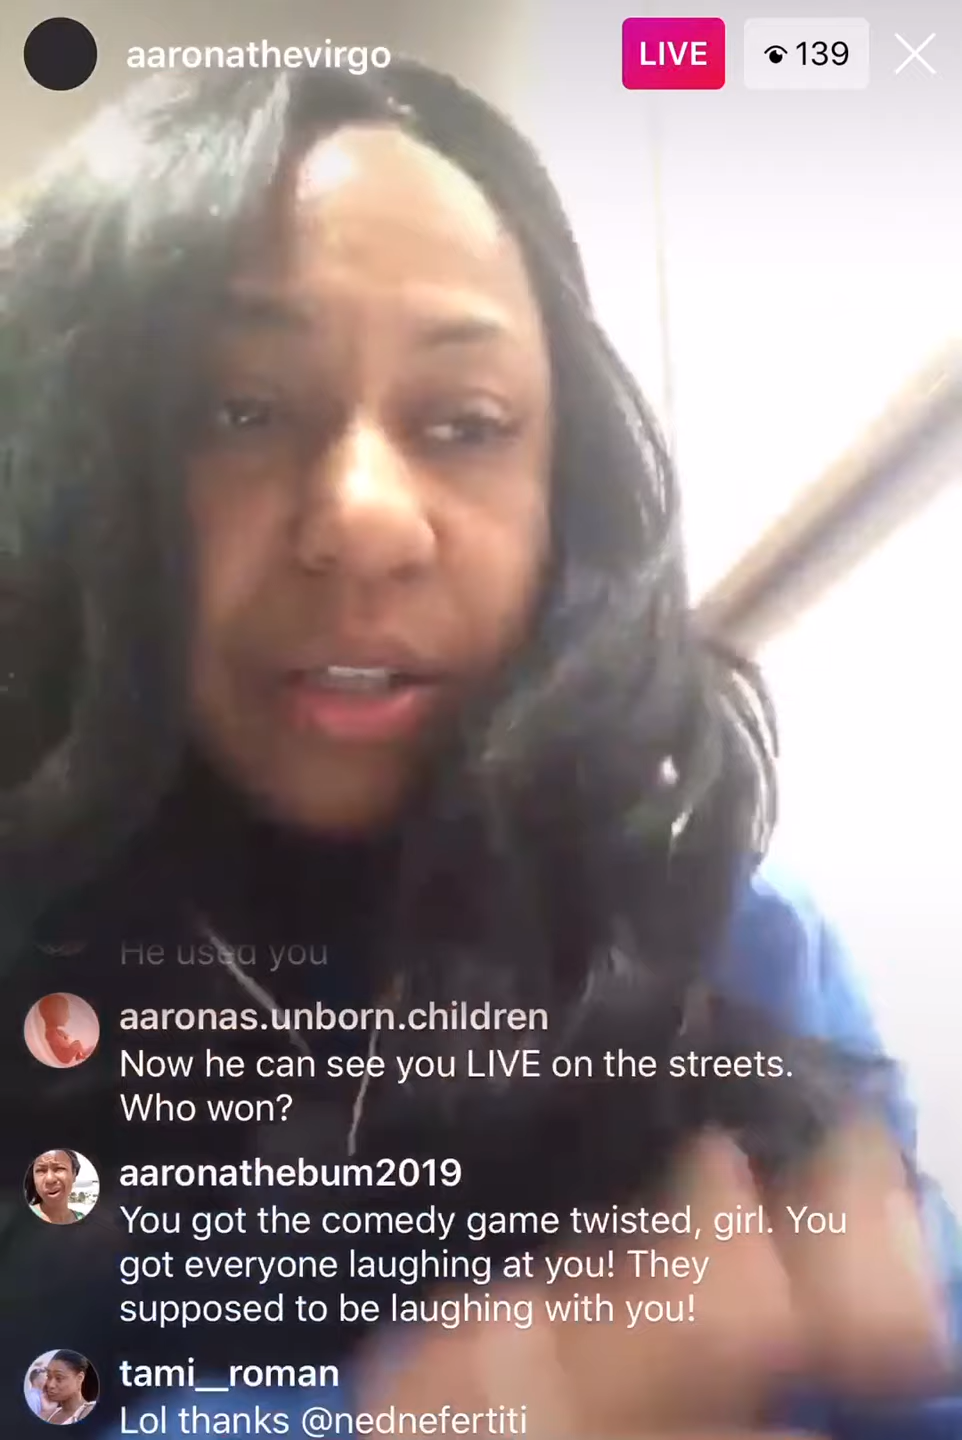 aaronathevirgo
LIVE
139
He used you
aaronas.unborn.children
Now he can see you LIVE on the streets.
Who won?
aaronathebum2019
You got the comedy game twisted, girl. You
got everyone laughing at you! They
supposed to be laughing with you!
tami__roman
Lol thanks @nednefertiti